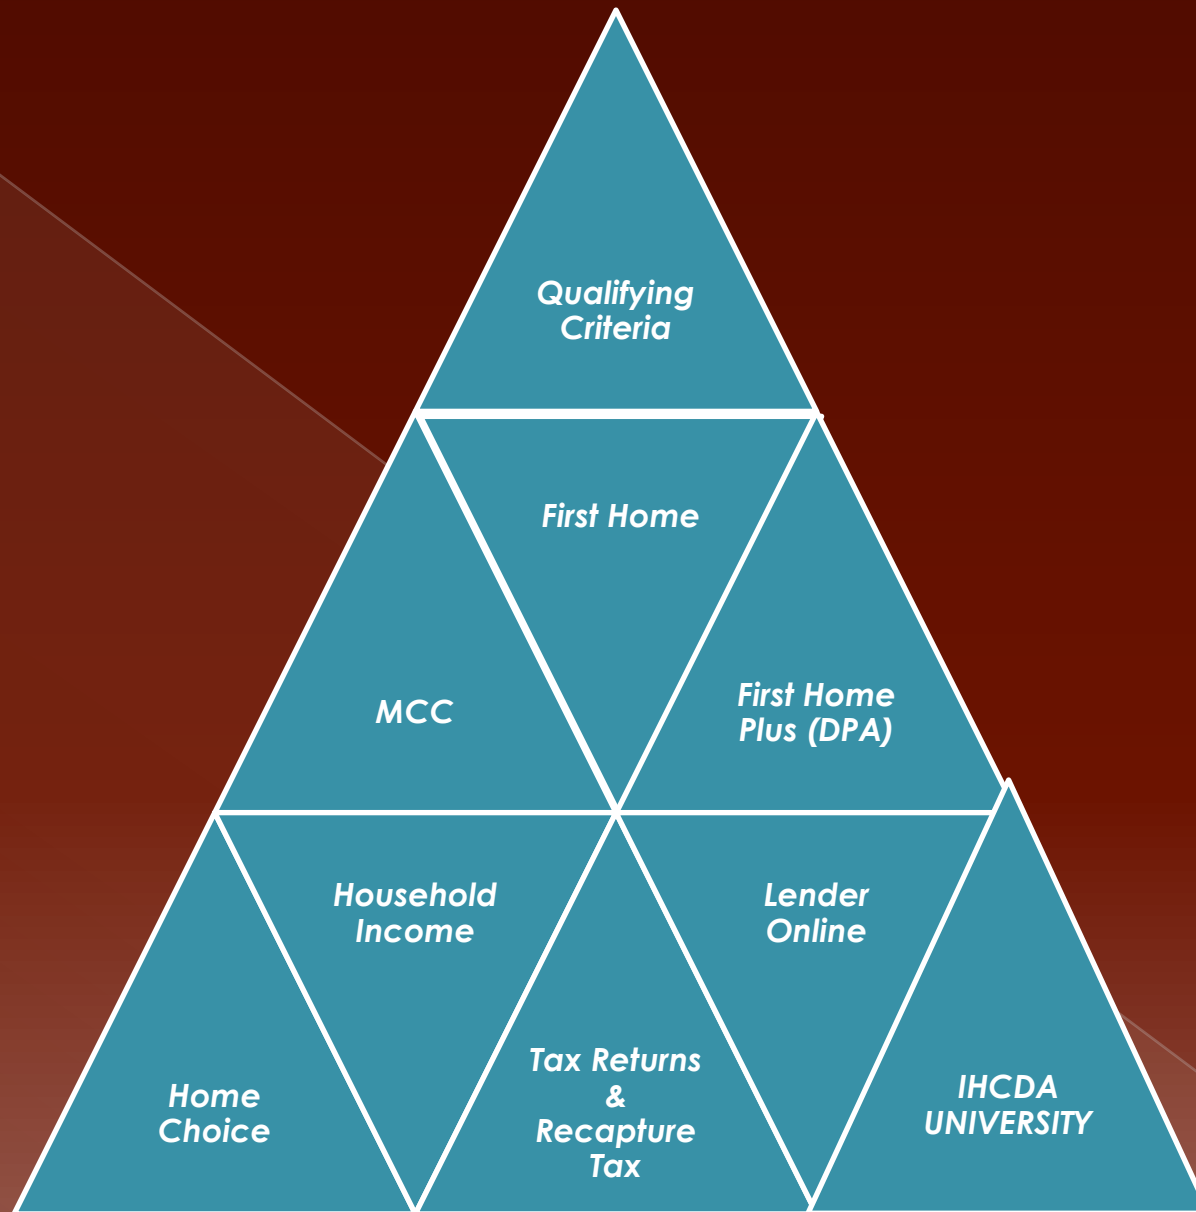 Qualifying
Criteria
First Home
MCC
First Home
Plus (DPA)
Household
Income
Lender
Online
Home
Choice
Tax Returns
&
Recapture
Tax
IHCDA
UNIVERSITY